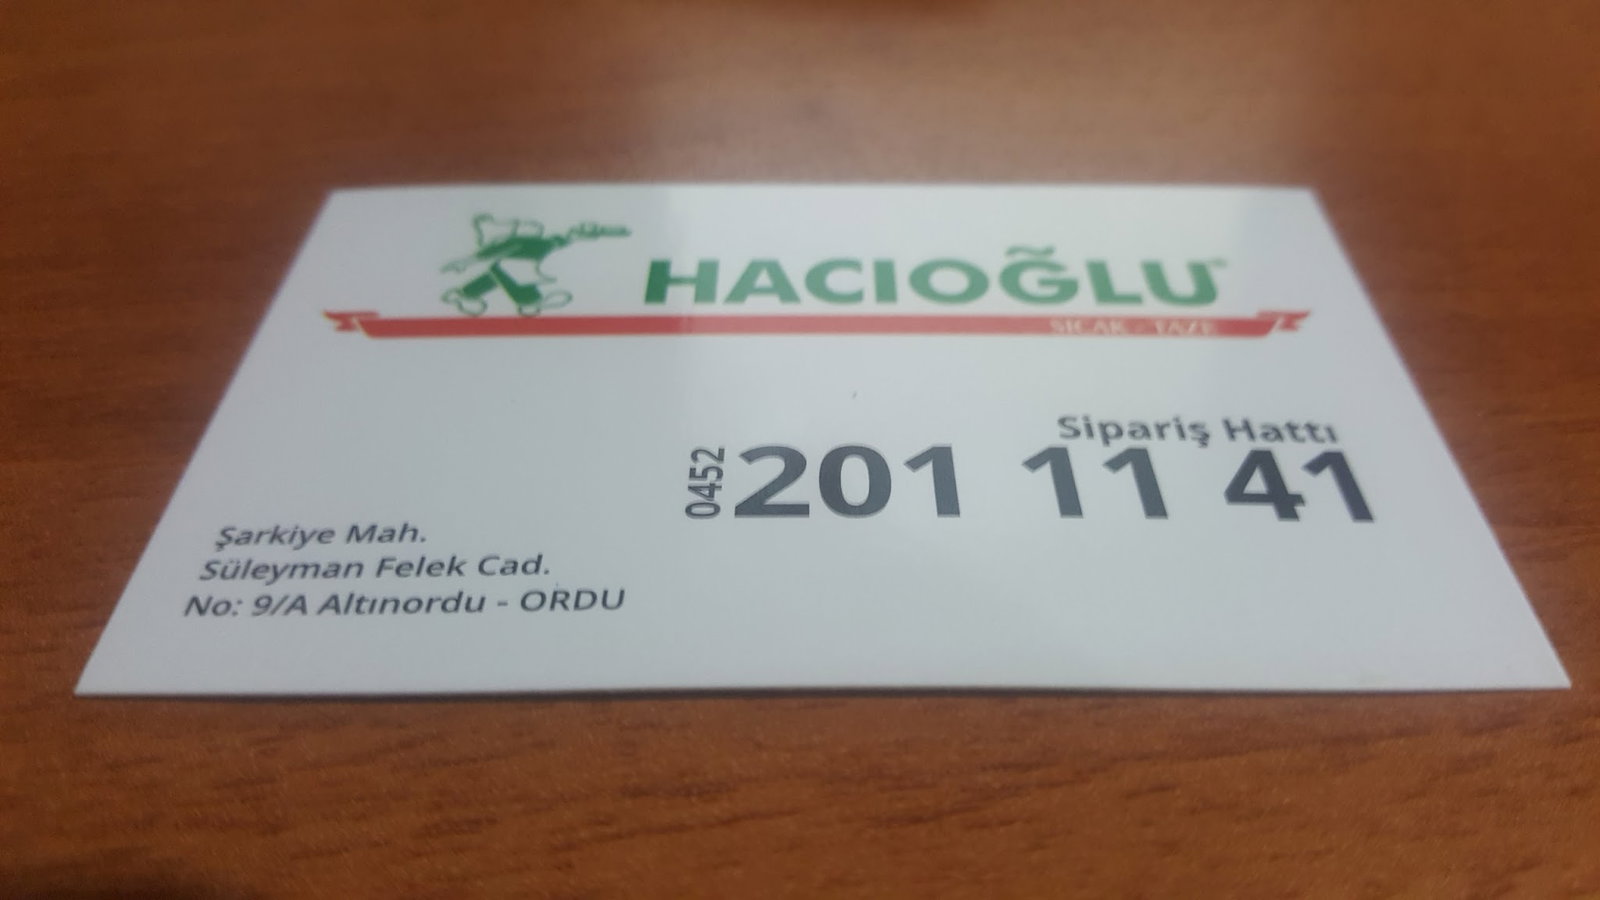 HACIOĞLU
SICAK - TAZE
Sipariş Hattı
0452 201 11 41
Şarkiye Mah.
Süleyman Felek Cad.
No: 9/A Altınordu - ORDU